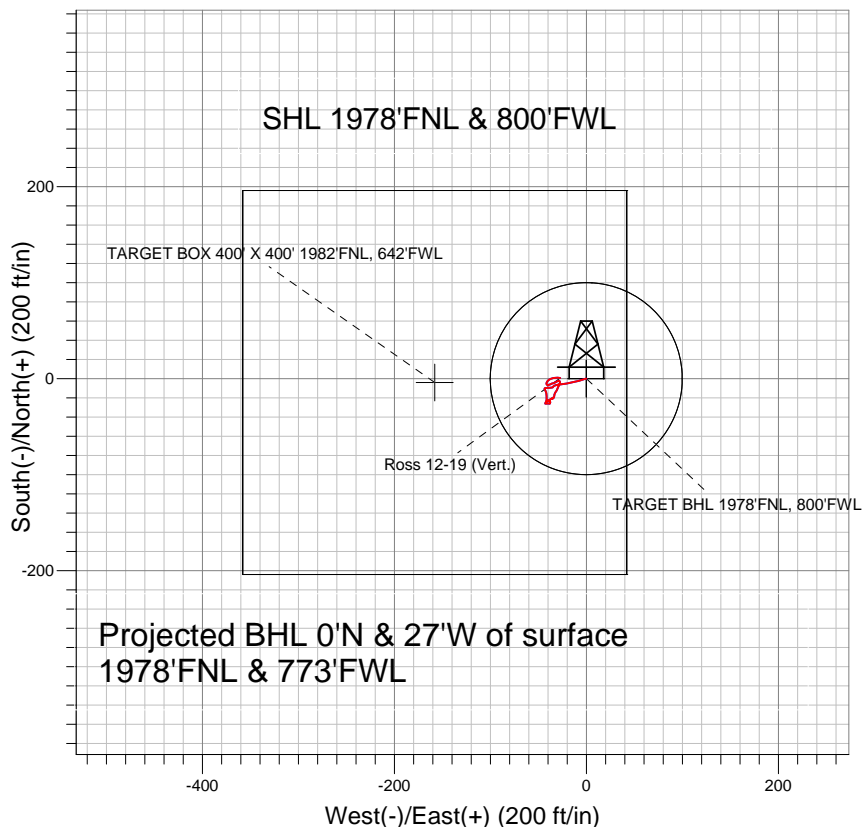 SHL 1978'FNL & 800'FWL
200
TARGET BOX 400' X 400' 1982'FNL, 642'FWL
0
Ross 12-19 (Vert.)
TARGET BHL 1978'FNL, 800'FWL
-200
South(-)/North(+) (200 ft/in)
Projected BHL 0'N & 27'W of surface
1978'FNL & 773'FWL
-400
-200
0
200
West(-)/East(+) (200 ft/in)